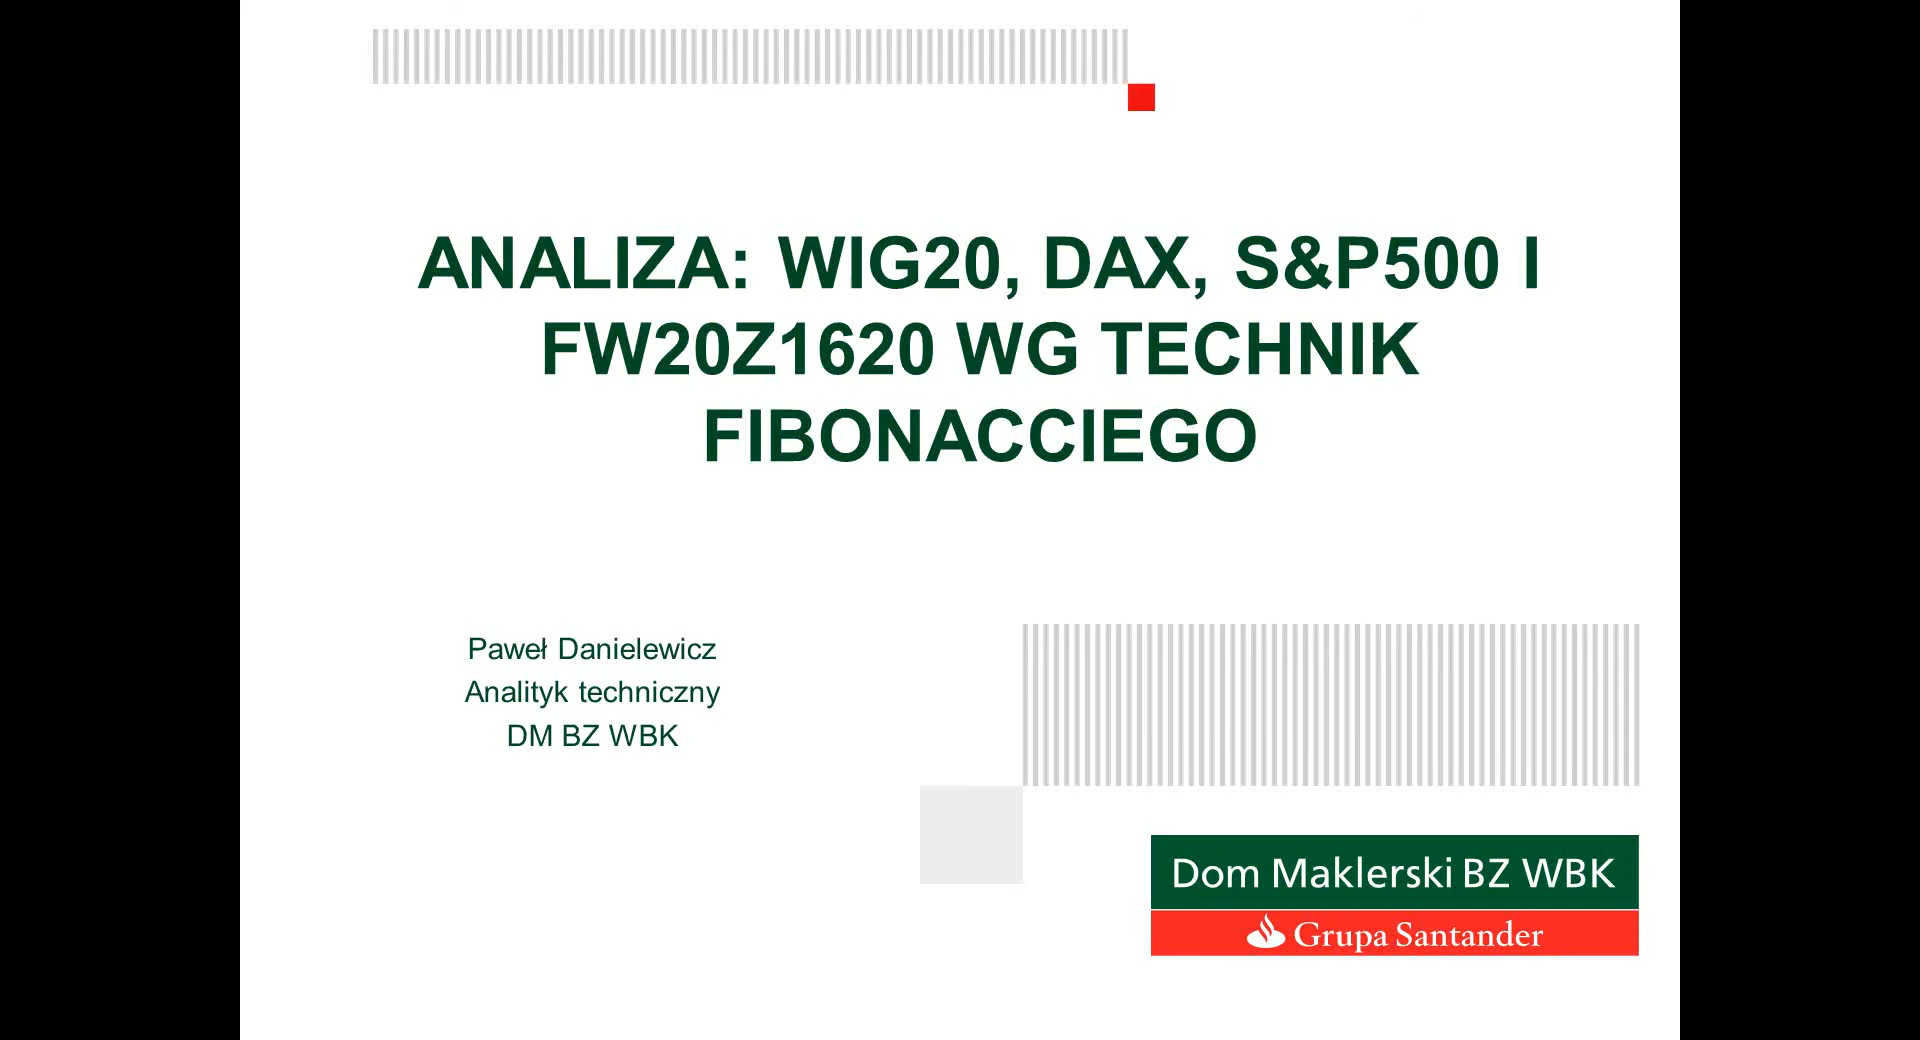 ANALIZA: WIG20, DAX, S&P500 I
FW20Z1620 WG TECHNIK
FIBONACCIEGO
Paweł Danielewicz
Analityk techniczny
DM BZ WBK
Dom Maklerski BZ WBK
Grupa Santander